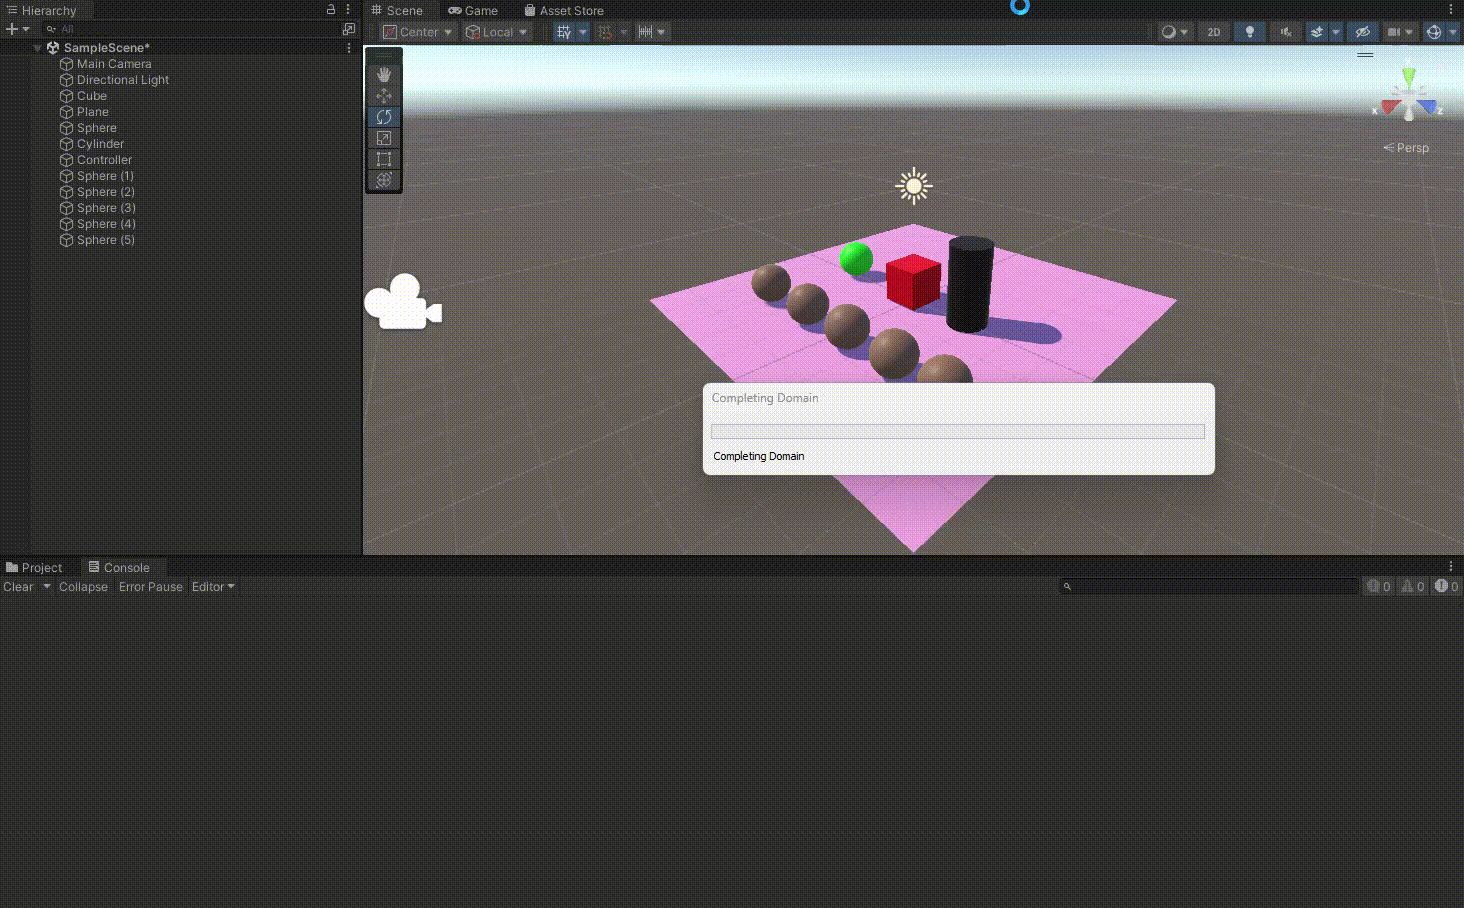 Hierarchy
All
SampleScene*
Main Camera
Directional Light
Cube
Plane
Sphere
Cylinder
Controller
Sphere (1)
Sphere (2)
Sphere (3)
Sphere (4)
Sphere (5)
Scene Game Asset Store
Center Local 2D
y
x z
Persp
Completing Domain
Completing Domain
Project Console
Clear Collapse Error Pause Editor 0 0 0